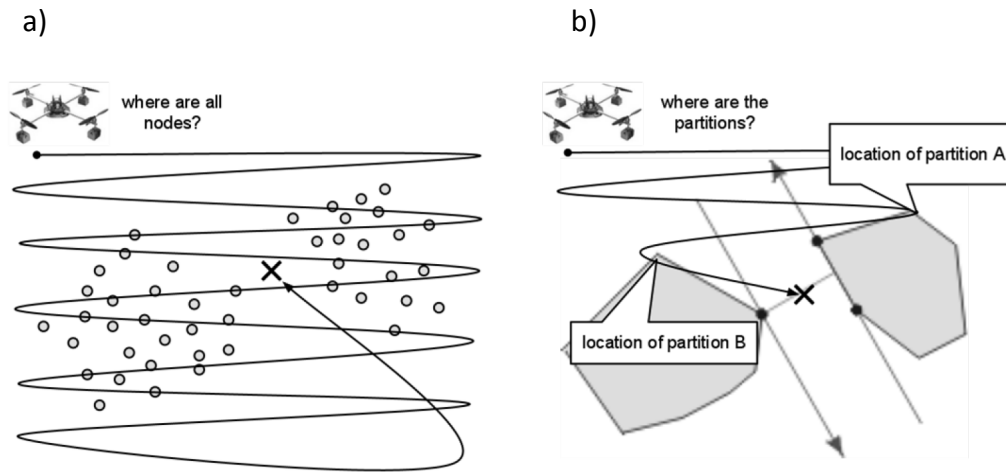 a)
b)
where are all
nodes?
where are the
partitions?
location of partition A
location of partition B